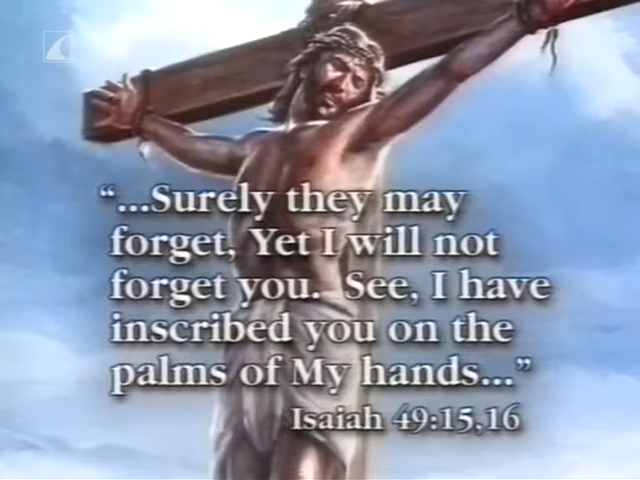 “...Surely they may
forget, Yet I will not
forget you. See, I have
inscribed you on the
palms of My hands...”
Isaiah 49:15,16